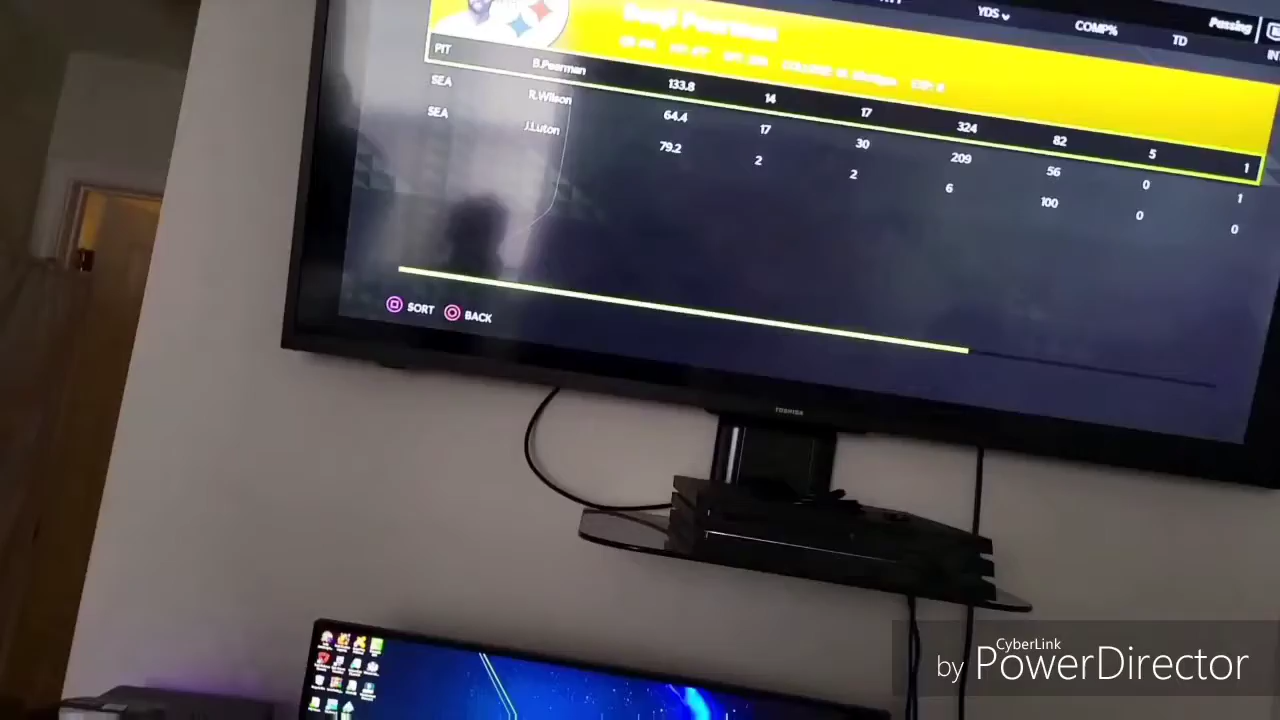 YDS COMP% TD Passing
PIT B.Pearman 133.8 14 17 324 82 5 1
SEA R.Wilson 64.4 17 30 209 56 0 1
SEA J.Luton 79.2 2 2 6 100 0 0
SORT BACK
TOSHIBA
CyberLink
by PowerDirector